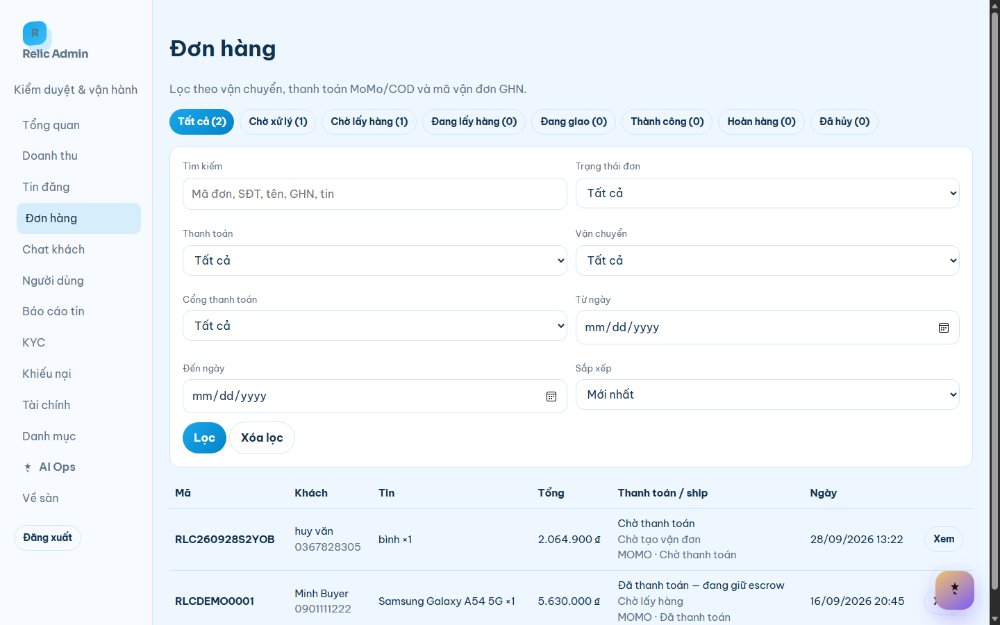 R
Relic Admin
Kiểm duyệt & vận hành
Tổng quan
Doanh thu
Tin đăng
Đơn hàng
Chat khách
Người dùng
Báo cáo tin
KYC
Khiếu nại
Tài chính
Danh mục
AI Ops
Về sàn
Đăng xuất
Đơn hàng
Lọc theo vận chuyển, thanh toán MoMo/COD và mã vận đơn GHN.
Tất cả (2) Chờ xử lý (1) Chờ lấy hàng (1) Đang lấy hàng (0) Đang giao (0) Thành công (0) Hoàn hàng (0) Đã hủy (0)
Tìm kiếm Trạng thái đơn
Mã đơn, SĐT, tên, GHN, tin Tất cả
Thanh toán Vận chuyển
Tất cả Tất cả
Cổng thanh toán Từ ngày
Tất cả mm/dd/yyyy
Đến ngày Sắp xếp
mm/dd/yyyy Mới nhất
Lọc Xóa lọc
Mã Khách Tin Tổng Thanh toán / ship Ngày
RLC260928S2YOB huy văn 0367828305 bình ×1 2.064.900 ₫ Chờ thanh toán 28/09/2026 13:22 Xem
Chờ tạo vận đơn
MOMO · Chờ thanh toán
RLCDEMO0001 Minh Buyer 0901111222 Samsung Galaxy A54 5G ×1 5.630.000 ₫ Đã thanh toán — đang giữ escrow 16/09/2026 20:45
Chờ lấy hàng
MOMO · Đã thanh toán